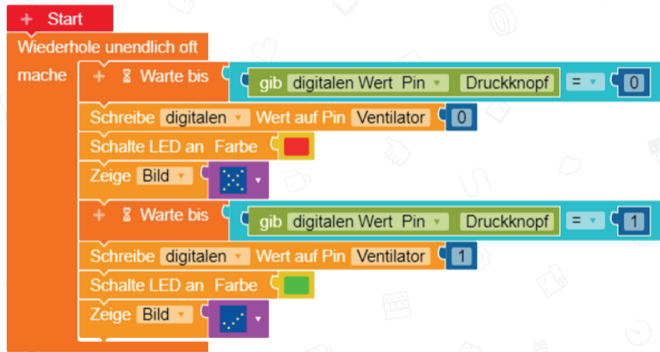 + Start
Wiederhole unendlich oft
mache + Warte bis gib digitalen Wert Pin Druckknopf = 0
Schreibe digitalen Wert auf Pin Ventilator 0
Schalte LED an Farbe
Zeige Bild
+ Warte bis gib digitalen Wert Pin Druckknopf = 1
Schreibe digitalen Wert auf Pin Ventilator 1
Schalte LED an Farbe
Zeige Bild